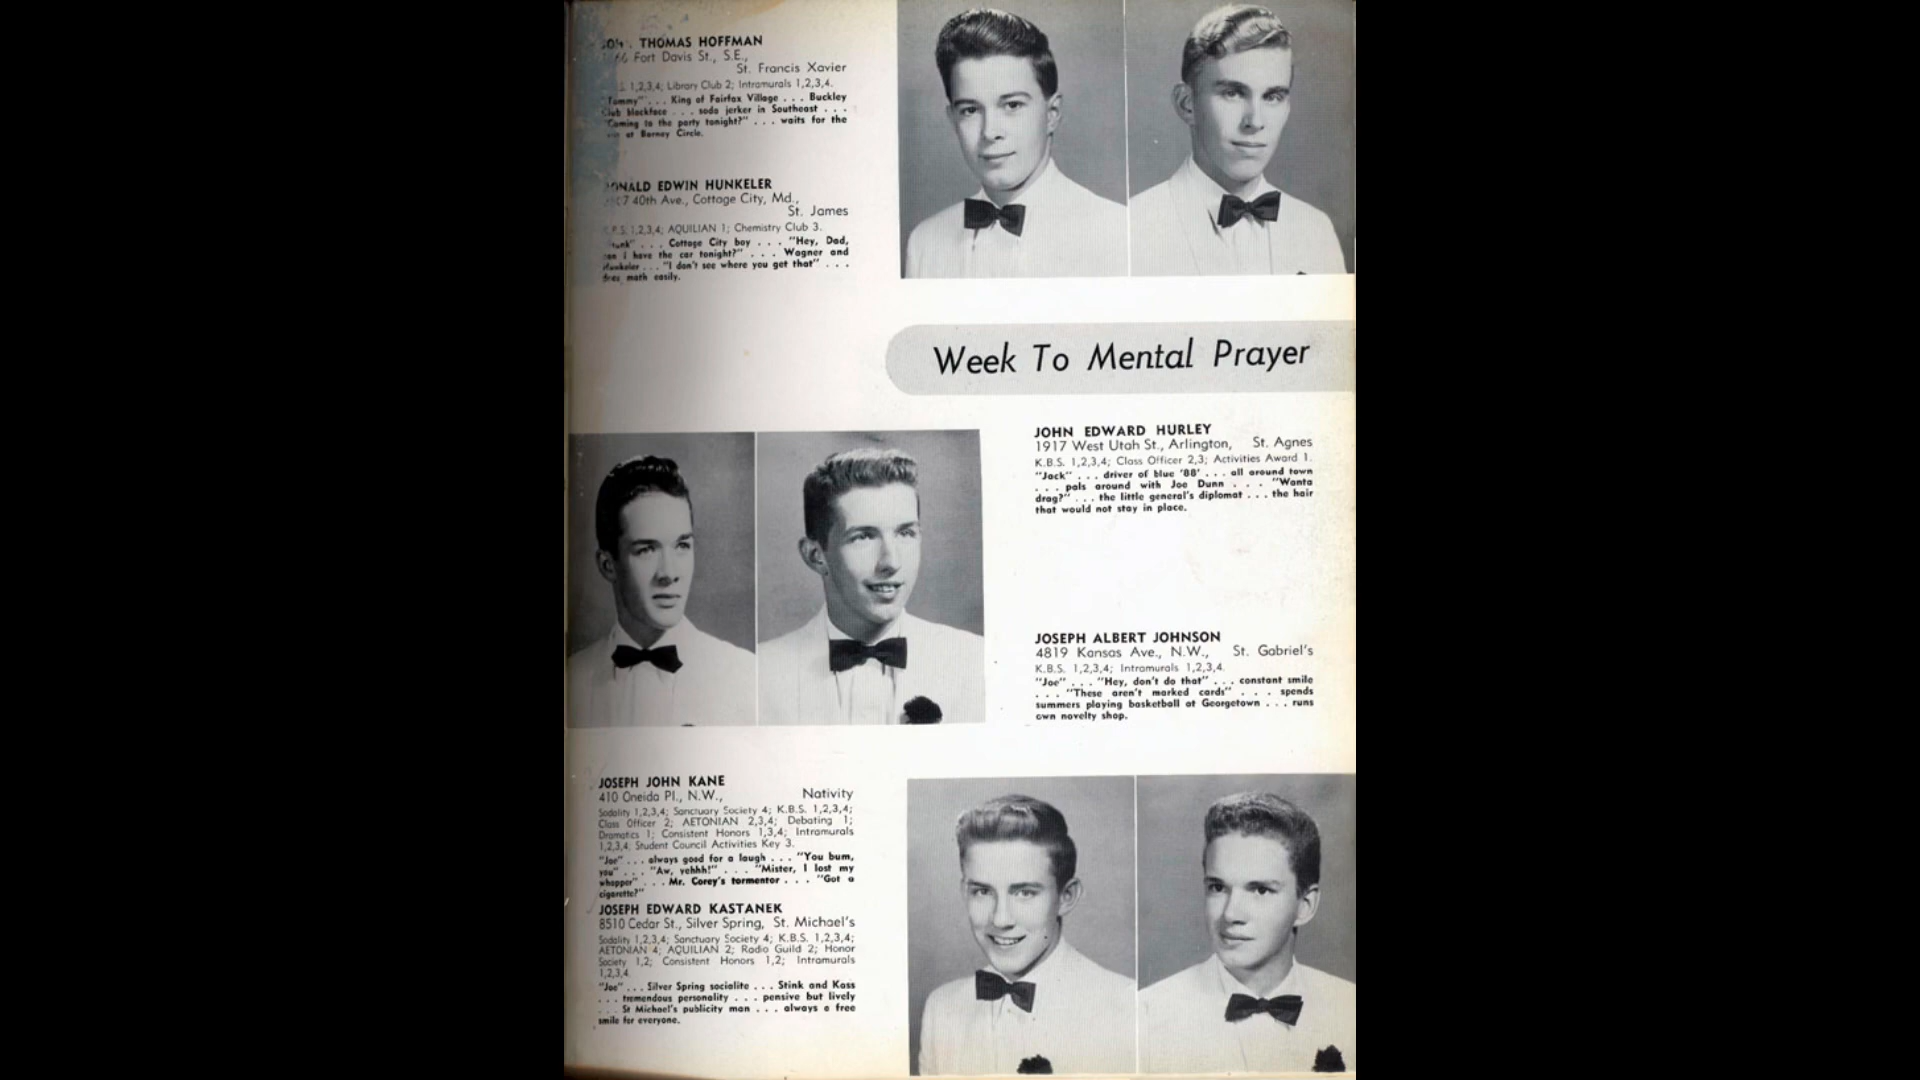 THOMAS HOFFMAN
Fort Davis St., S.E.,
St. Francis Xavier
1,2,3,4; Library Club 2; Intramurals 1,2,3,4.
"Tommy" . . . King of Fairfax Village . . . Buckley
Club blackface . . . soda jerker in Southeast . . .
"Coming to the party tonight?" . . . waits for the
at Barney Circle.
EDWIN HUNKELER
40th Ave., Cottage City, Md.,
St. James
K.B.S. 1,2,3,4; AQUILIAN 1; Chemistry Club 3.
. . . Cottage City boy . . . "Hey, Dad,
can I have the car tonight?" . . . Wagner and
Hunkeler . . . "I don't see where you get that" . . .
math easily.
Week To Mental Prayer
JOHN EDWARD HURLEY
1917 West Utah St., Arlington, St. Agnes
K.B.S. 1,2,3,4; Class Officer 2,3; Activities Award 1.
"Jack" . . . driver of blue '88' . . . all around town
. . . pals around with Joe Dunn . . . "Wanta
drag?" . . . the little general's diplomat . . . the hair
that would not stay in place.
JOSEPH ALBERT JOHNSON
4819 Kansas Ave., N.W., St. Gabriel's
K.B.S. 1,2,3,4; Intramurals 1,2,3,4.
"Joe" . . . "Hey, don't do that" . . . constant smile
. . . "These aren't marked cards" . . . spends
summers playing basketball at Georgetown . . . runs
own novelty shop.
JOSEPH JOHN KANE
410 Oneida Pl., N.W., Nativity
Sodality 1,2,3,4; Sanctuary Society 4; K.B.S. 1,2,3,4;
Class Officer 2; AETONIAN 2,3,4; Debating 1;
Dramatics 1; Consistent Honors 1,3,4; Intramurals
1,2,3,4. Student Council Activities Key 3.
"Joe" . . . always good for a laugh . . . "You bum,
you" . . . "Aw, yehhh!" . . . "Mister, I lost my
whopper" . . . Mr. Corey's tormentor . . . "Got a
cigarette?"
JOSEPH EDWARD KASTANEK
8510 Cedar St., Silver Spring, St. Michael's
Sodality 1,2,3,4; Sanctuary Society 4; K.B.S. 1,2,3,4;
AETONIAN 4; AQUILIAN 2; Radio Guild 2; Honor
Society 1,2; Consistent Honors 1,2; Intramurals
1,2,3,4.
"Joe" . . . Silver Spring socialite . . . Stink and Kass
. . . tremendous personality . . . pensive but lively
. . . St Michael's publicity man . . . always a free
smile for everyone.